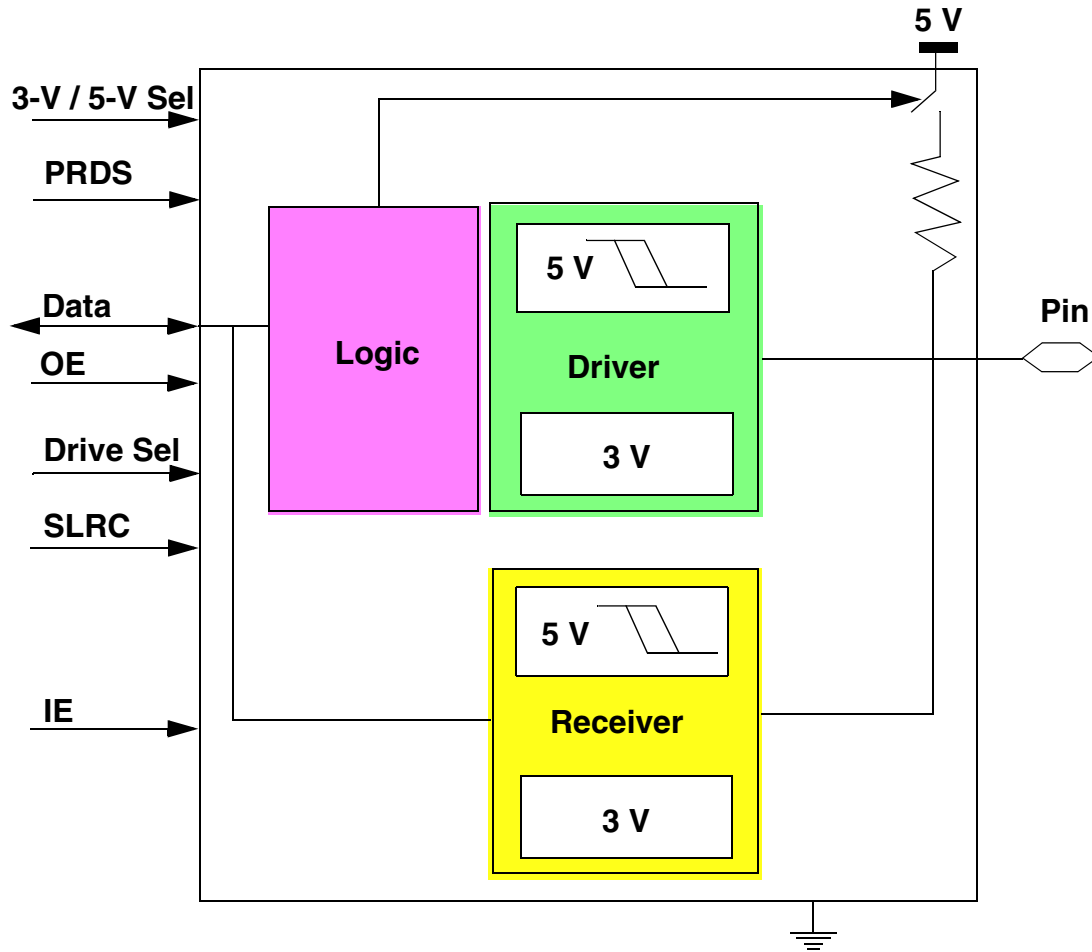 5 V
3-V / 5-V Sel
PRDS
Data
OE
Drive Sel
SLRC
IE
Logic
5 V
Driver
3 V
5 V
Receiver
3 V
Pin